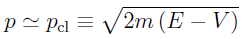 p ≃ p_cl ≡ √(2m (E − V))